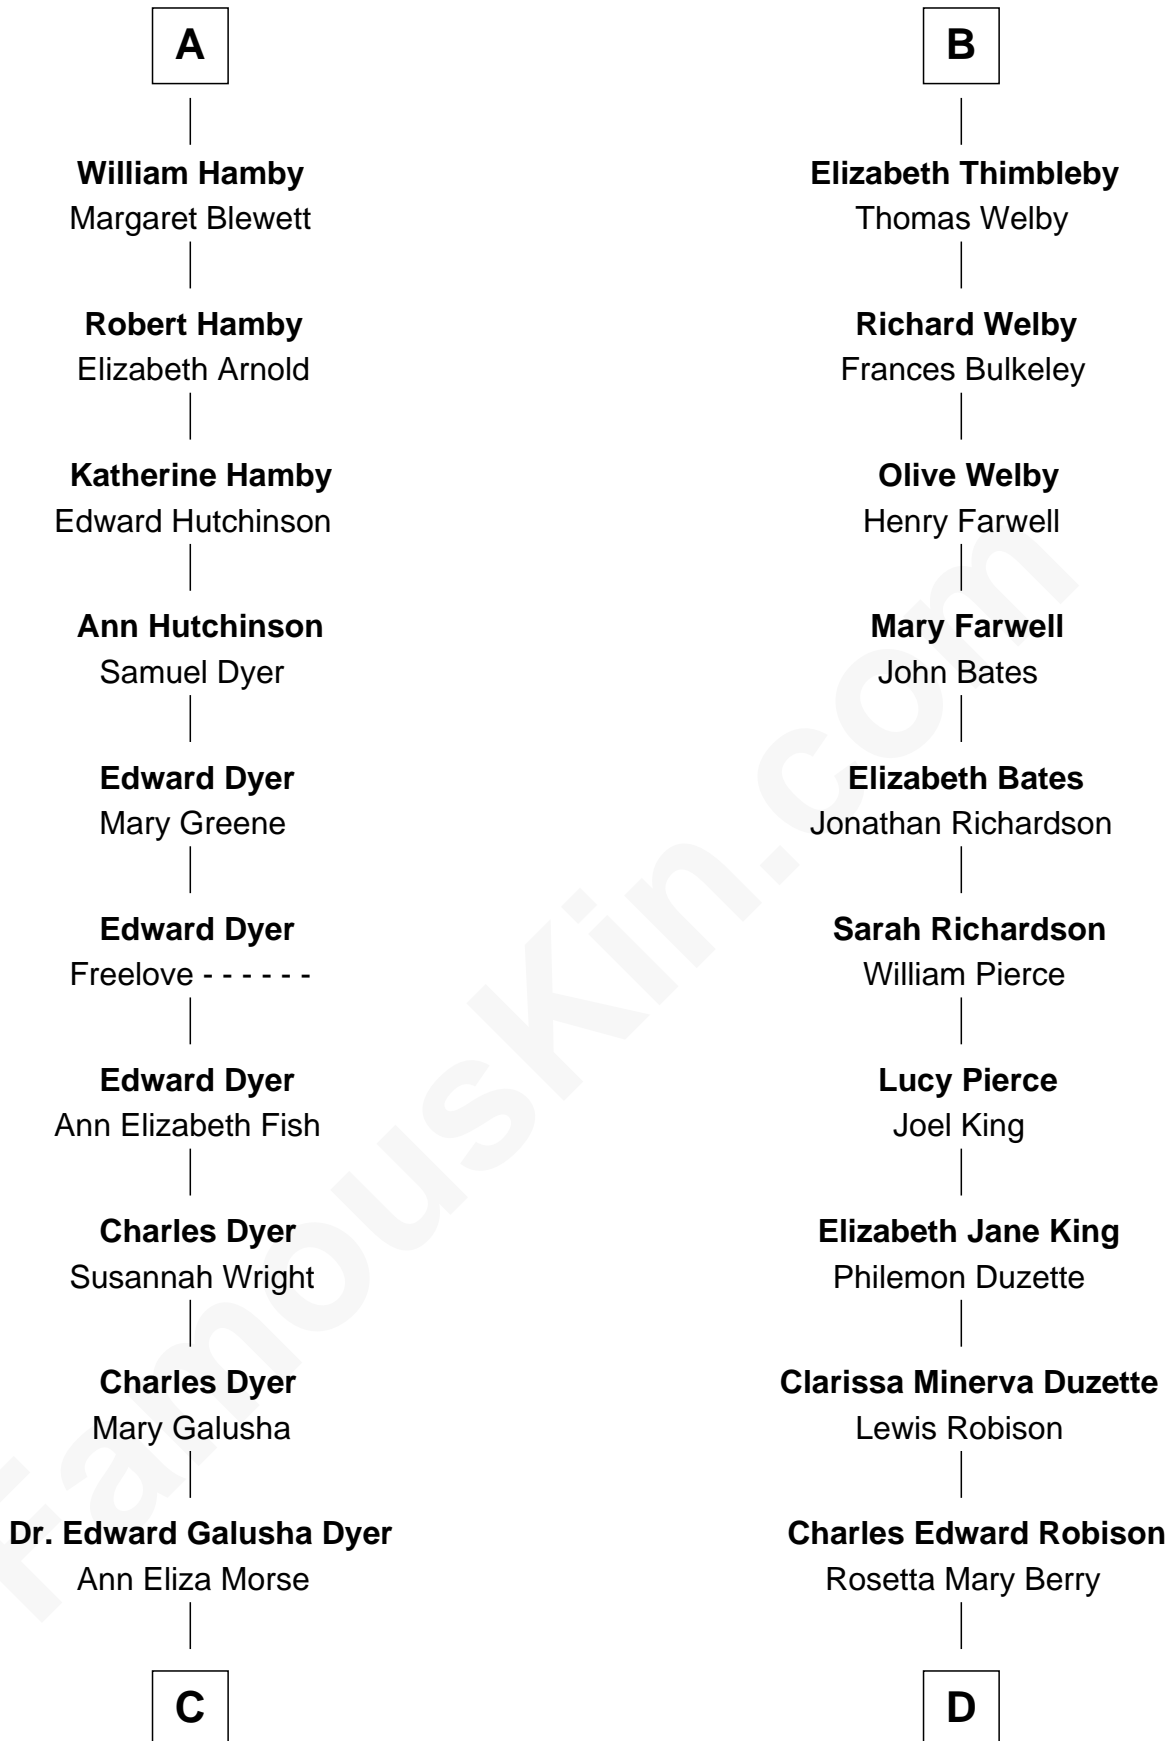 A
William Hamby
Margaret Blewett
Robert Hamby
Elizabeth Arnold
Katherine Hamby
Edward Hutchinson
Ann Hutchinson
Samuel Dyer
Edward Dyer
Mary Greene
Edward Dyer
Freelove - - - - - -
Edward Dyer
Ann Elizabeth Fish
Charles Dyer
Susannah Wright
Charles Dyer
Mary Galusha
Dr. Edward Galusha Dyer
Ann Eliza Morse
C
B
Elizabeth Thimbleby
Thomas Welby
Richard Welby
Frances Bulkeley
Olive Welby
Henry Farwell
Mary Farwell
John Bates
Elizabeth Bates
Jonathan Richardson
Sarah Richardson
William Pierce
Lucy Pierce
Joel King
Elizabeth Jane King
Philemon Duzette
Clarissa Minerva Duzette
Lewis Robison
Charles Edward Robison
Rosetta Mary Berry
D
FamousKin.com